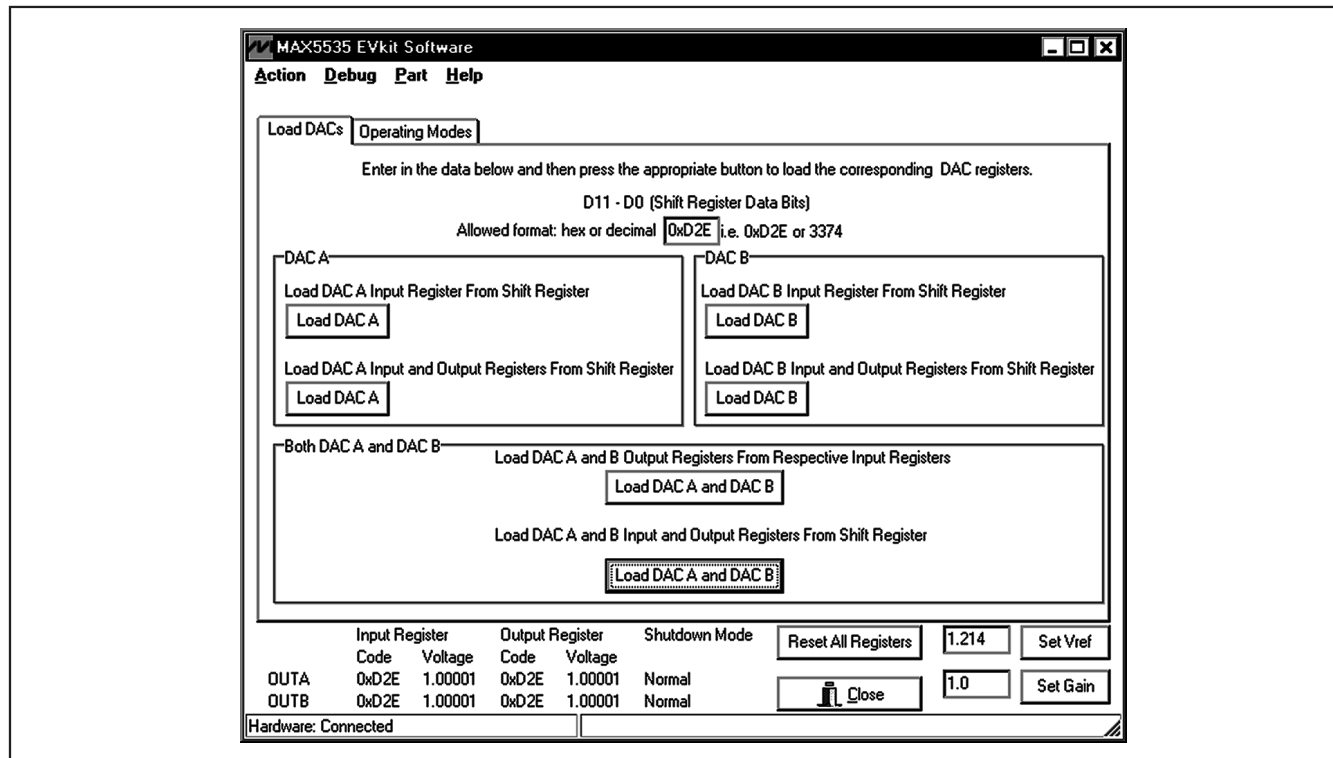 MAX5535 EVkit Software
Action Debug Part Help
Load DACs Operating Modes
Enter in the data below and then press the appropriate button to load the corresponding DAC registers.
D11 - D0 (Shift Register Data Bits)
Allowed format: hex or decimal 0xD2E i.e. 0xD2E or 3374
DAC A
Load DAC A Input Register From Shift Register
Load DAC A
Load DAC A Input and Output Registers From Shift Register
Load DAC A
DAC B
Load DAC B Input Register From Shift Register
Load DAC B
Load DAC B Input and Output Registers From Shift Register
Load DAC B
Both DAC A and DAC B
Load DAC A and B Output Registers From Respective Input Registers
Load DAC A and DAC B
Load DAC A and B Input and Output Registers From Shift Register
Load DAC A and DAC B
Input Register Output Register Shutdown Mode
Code Voltage Code Voltage
OUTA 0xD2E 1.00001 0xD2E 1.00001 Normal
OUTB 0xD2E 1.00001 0xD2E 1.00001 Normal
Reset All Registers 1.214 Set Vref
Close 1.0 Set Gain
Hardware: Connected